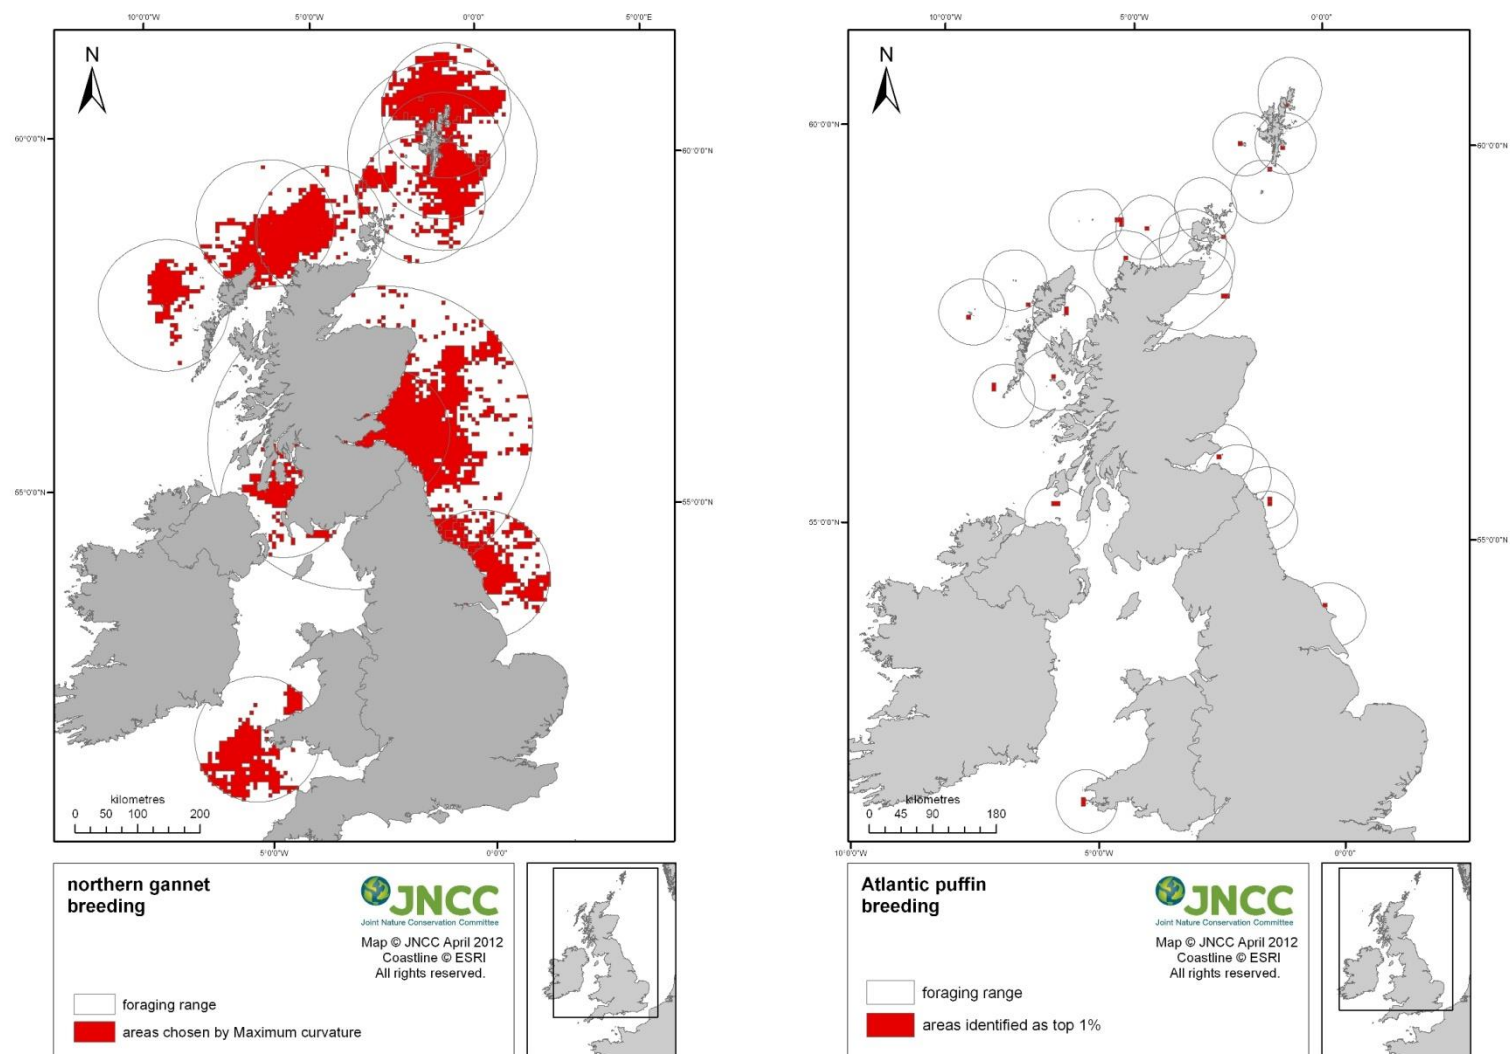 10°0'0"W 5°0'0"W 0°0'0" 5°0'0"E
N
60°0'0"N 60°0'0"N
55°0'0"N 55°0'0"N
kilometres
0 50 100 200
5°0'0"W 0°0'0"
northern gannet
breeding
JNCC
Joint Nature Conservation Committee
Map © JNCC April 2012
Coastline © ESRI
All rights reserved.
foraging range
areas chosen by Maximum curvature
10°0'0"W 5°0'0"W 0°0'0"
N
60°0'0"N 60°0'0"N
55°0'0"N 55°0'0"N
kilometres
0 45 90 180
10°0'0"W 5°0'0"W 0°0'0"
Atlantic puffin
breeding
JNCC
Joint Nature Conservation Committee
Map © JNCC April 2012
Coastline © ESRI
All rights reserved.
foraging range
areas identified as top 1%